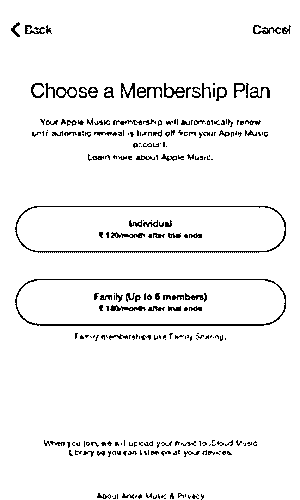 Back
Cancel
Choose a Membership Plan
Your Apple Music membership will automatically renew
until automatic renewal is turned off from your Apple Music
account.
Learn more about Apple Music.
Individual
₹ 120/month after trial ends
Family (Up to 6 members)
₹ 180/month after trial ends
Family memberships use Family Sharing.
When you join, we will upload your music to iCloud Music
Library so you can listen on all your devices.
About Apple Music & Privacy